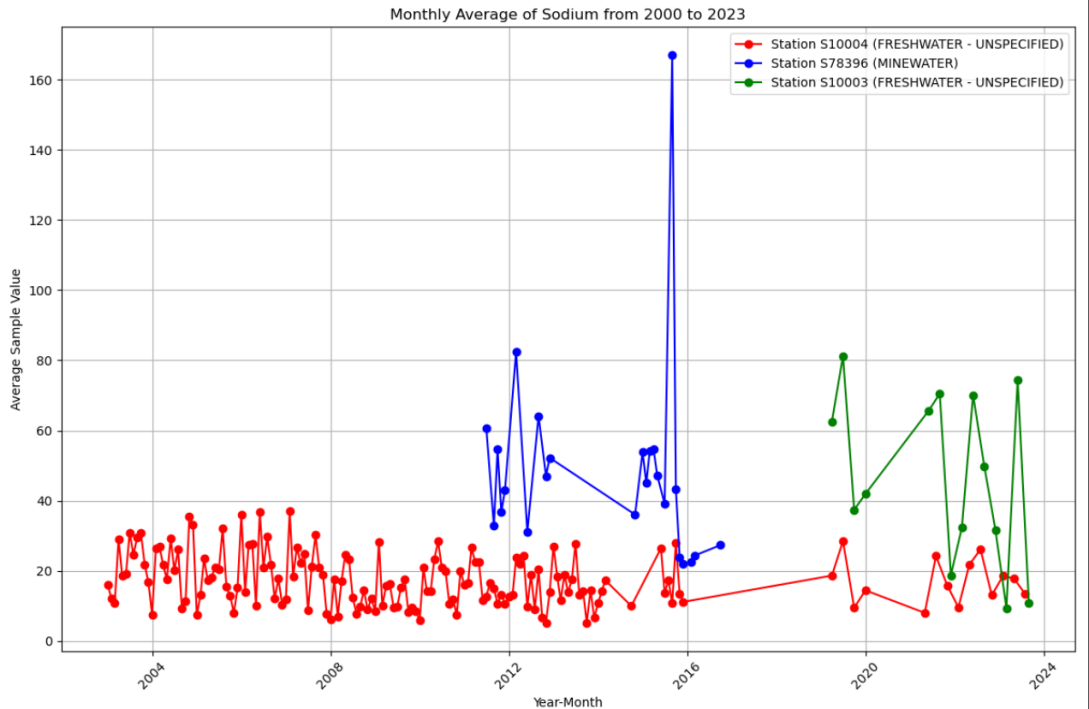 Monthly Average of Sodium from 2000 to 2023
Station S10004 (FRESHWATER - UNSPECIFIED)
Station S78396 (MINEWATER)
Station S10003 (FRESHWATER - UNSPECIFIED)
Average Sample Value
160
140
120
100
80
60
40
20
0
2004
2008
2012
2016
2020
2024
Year-Month